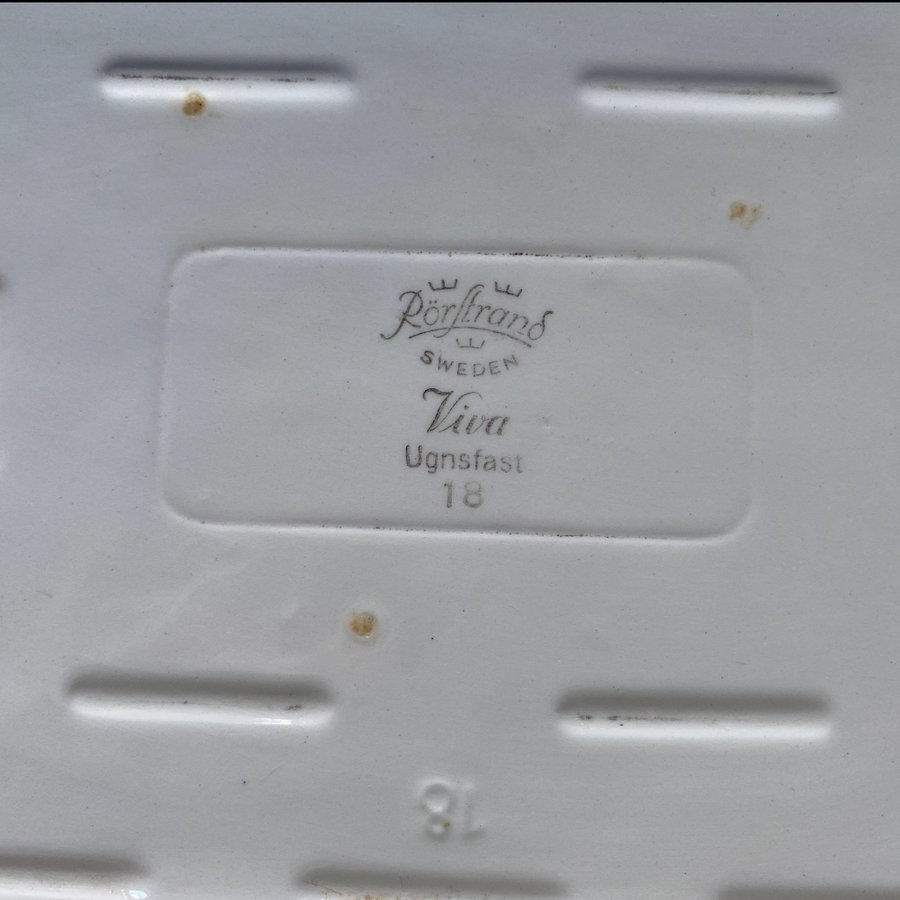 Rörstrand
SWEDEN
Viva
Ugnsfast
18
18